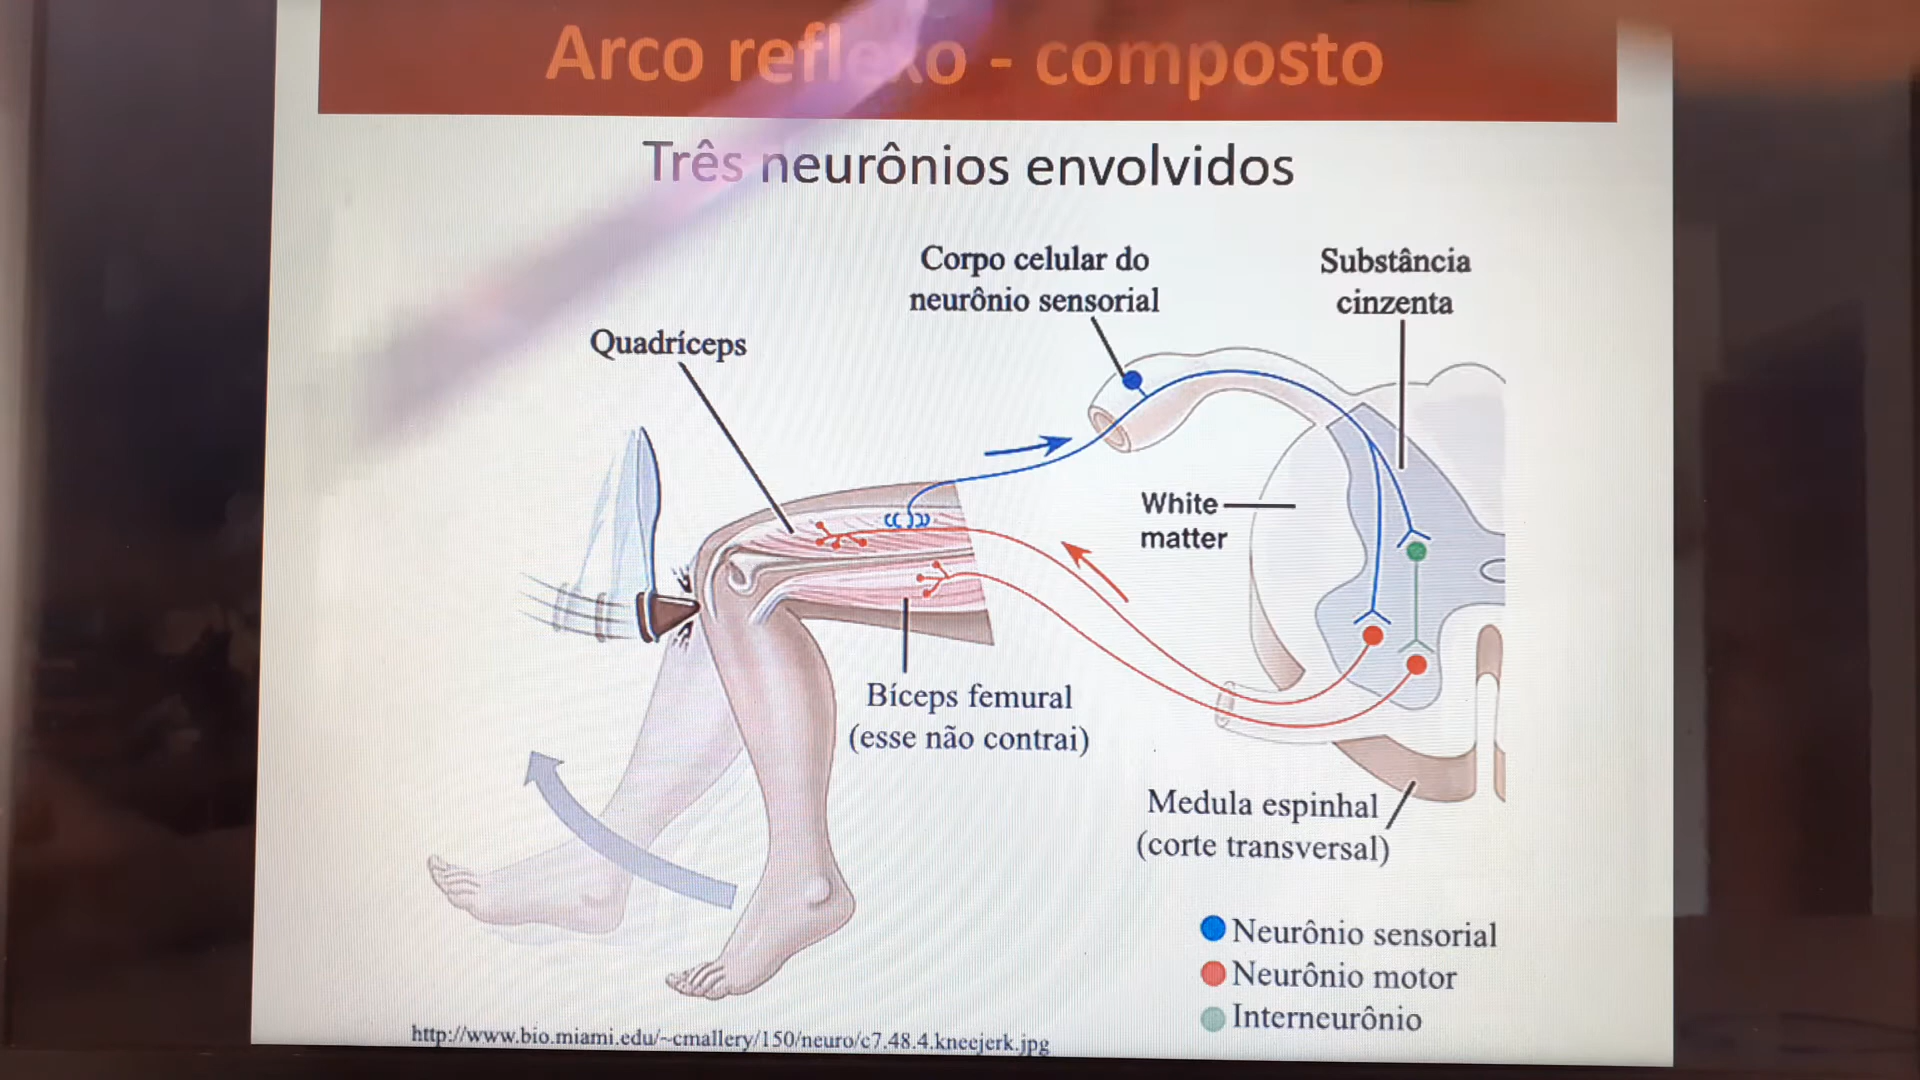 Arco reflexo - composto
Três neurônios envolvidos
Corpo celular do
neurônio sensorial
Substância
cinzenta
Quadríceps
White
matter
Bíceps femural
(esse não contrai)
Medula espinhal
(corte transversal)
Neurônio sensorial
Neurônio motor
Interneurônio
http://www.bio.miami.edu/~cmallery/150/neuro/c7.48.4.kneejerk.jpg